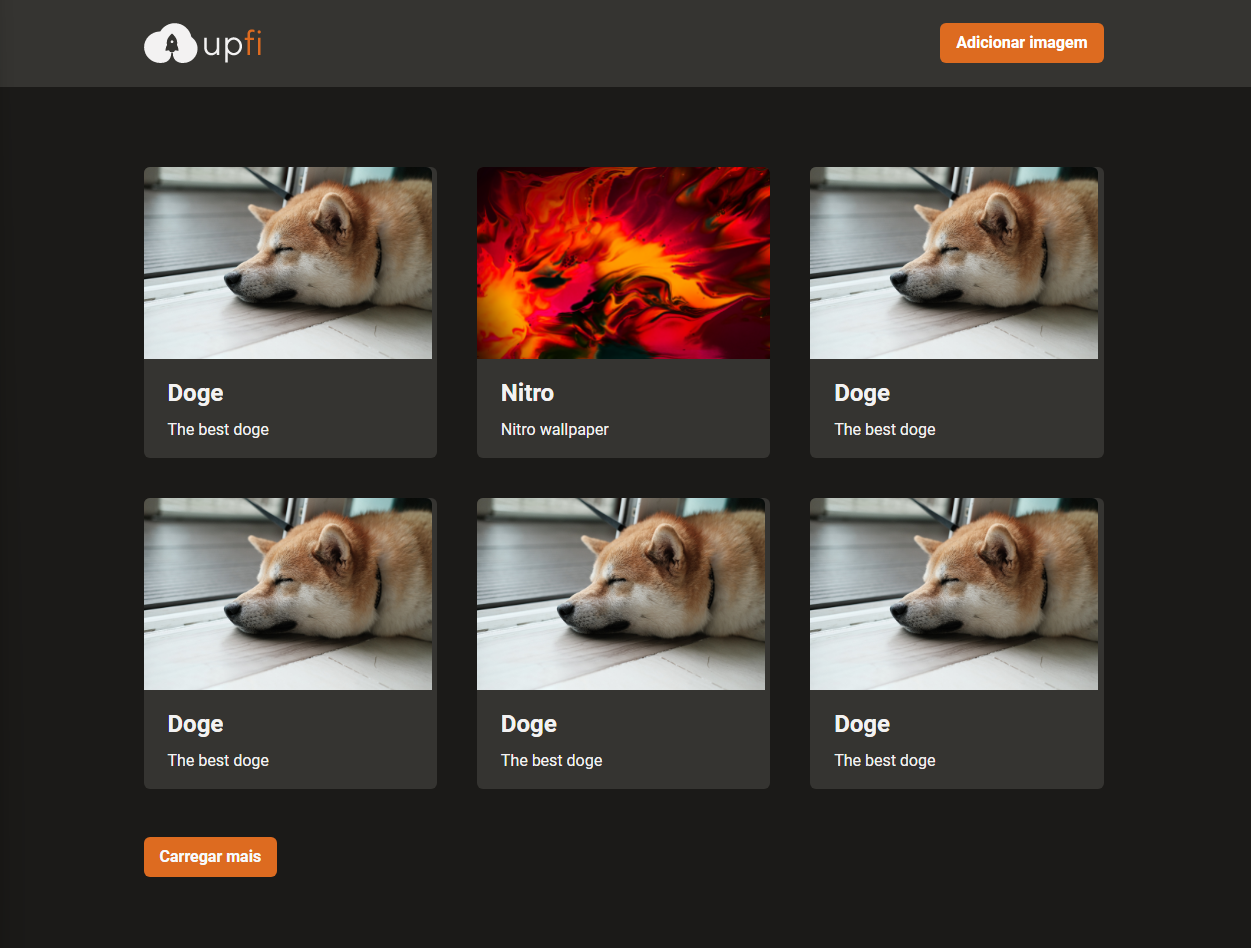 upfi
Adicionar imagem
Doge
The best doge
Nitro
Nitro wallpaper
Doge
The best doge
Doge
The best doge
Doge
The best doge
Doge
The best doge
Carregar mais